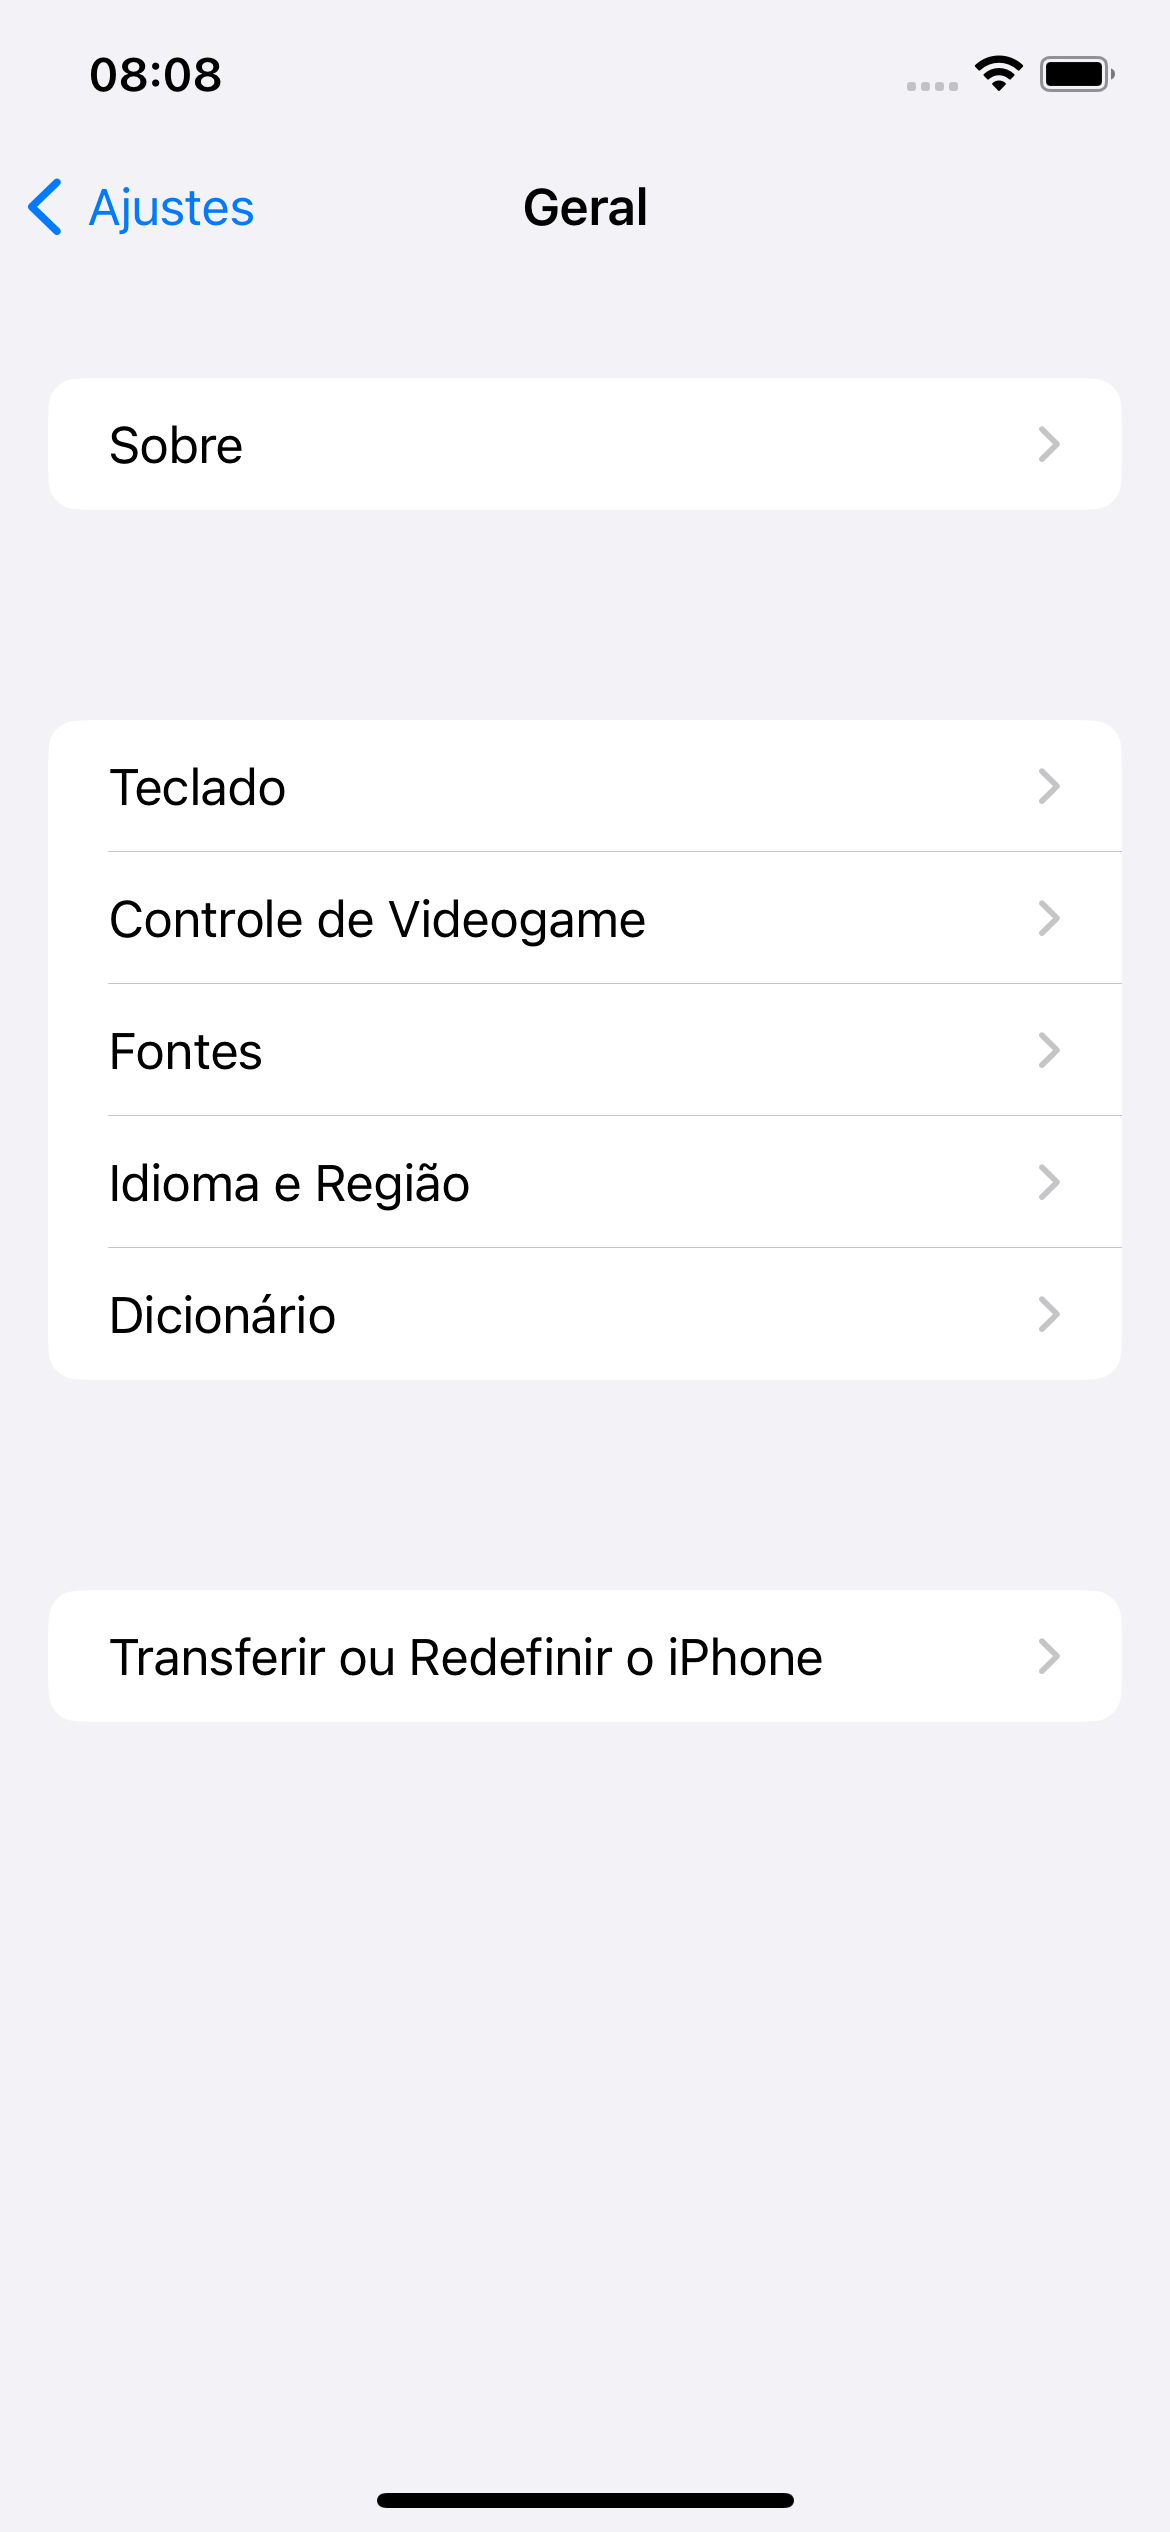 08:08
Ajustes
Geral
Sobre
Teclado
Controle de Videogame
Fontes
Idioma e Região
Dicionário
Transferir ou Redefinir o iPhone